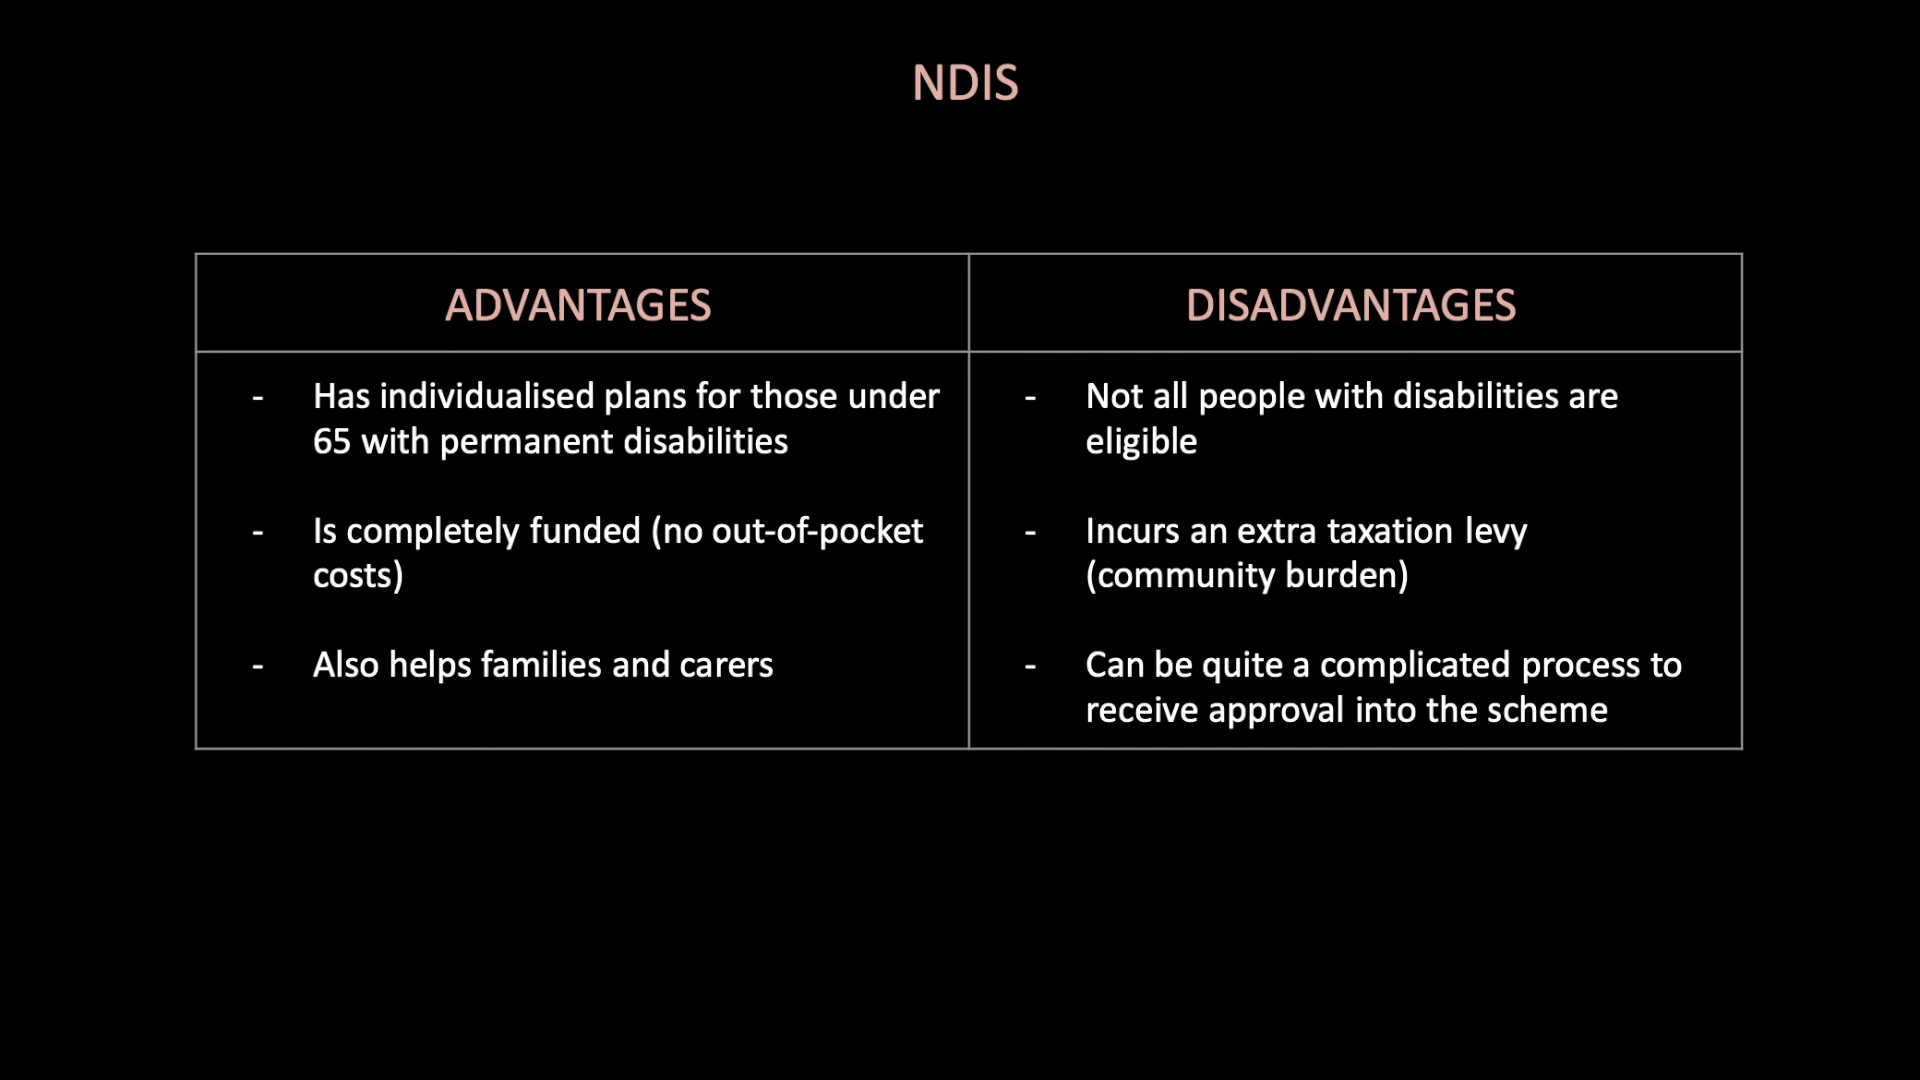 NDIS
ADVANTAGES
DISADVANTAGES
- Has individualised plans for those under
65 with permanent disabilities
- Is completely funded (no out-of-pocket
costs)
- Also helps families and carers
- Not all people with disabilities are
eligible
- Incurs an extra taxation levy
(community burden)
- Can be quite a complicated process to
receive approval into the scheme